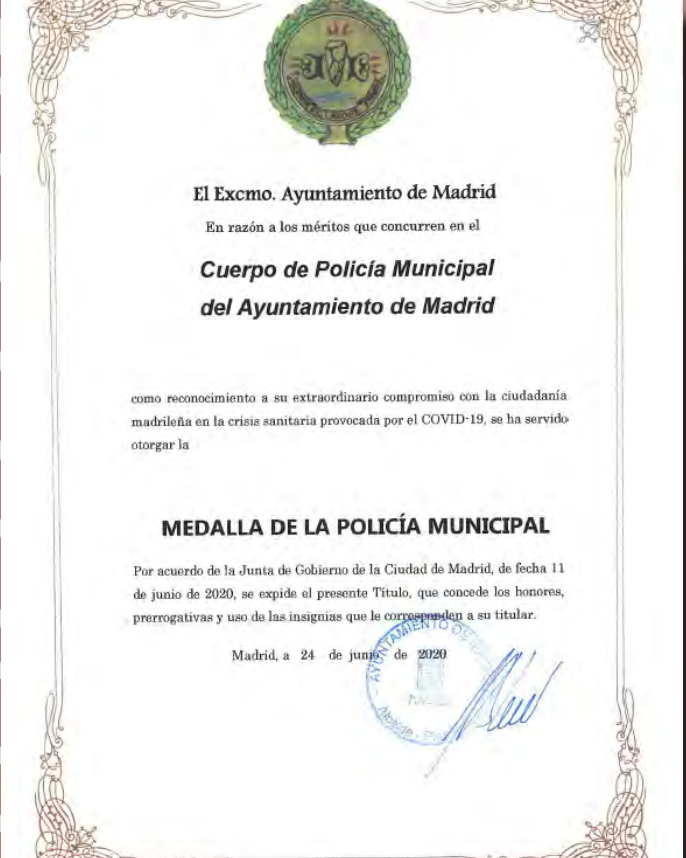 El Excmo. Ayuntamiento de Madrid
En razón a los méritos que concurren en el
Cuerpo de Policía Municipal
del Ayuntamiento de Madrid
como reconocimiento a su extraordinario compromiso con la ciudadanía
madrileña en la crisis sanitaria provocada por el COVID-19, se ha servido
otorgar la
MEDALLA DE LA POLICÍA MUNICIPAL
Por acuerdo de la Junta de Gobierno de la Ciudad de Madrid, de fecha 11
de junio de 2020, se expide el presente Título, que concede los honores,
prerrogativas y uso de las insignias que le corresponden a su titular.
Madrid, a 24 de junio de 2020
AYUNTAMIENTO DE